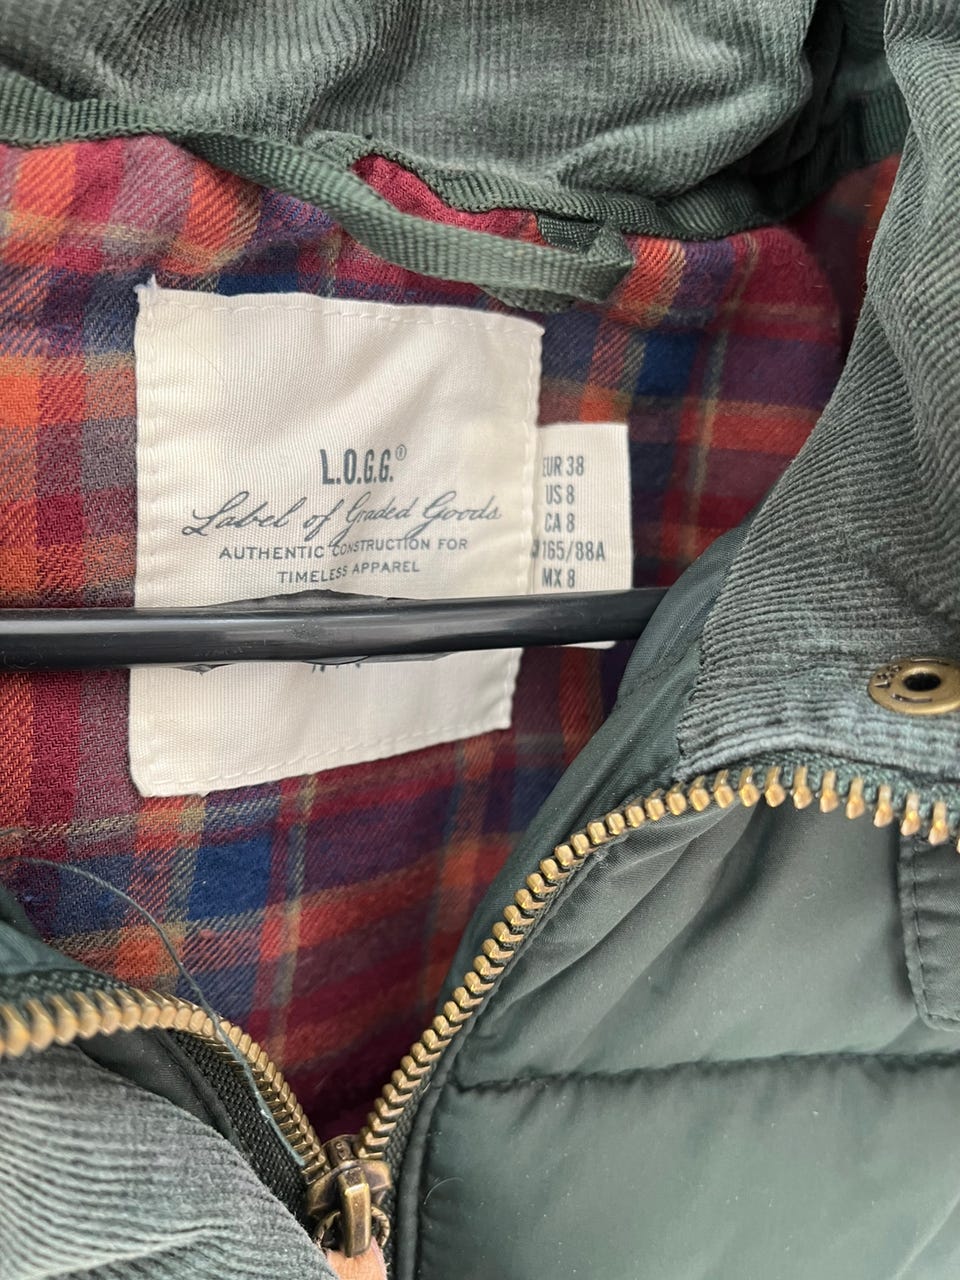 L.O.G.G.®
Label of Graded Goods
AUTHENTIC CONSTRUCTION FOR
TIMELESS APPAREL
EUR 38
US 8
CA 8
165/88A
MX 8